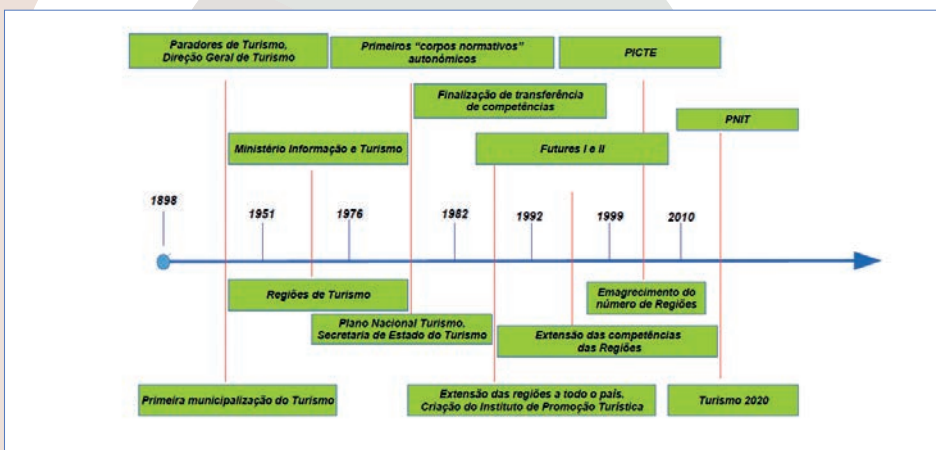 Paradores de Turismo,
Direção Geral de Turismo
Primeiros “corpos normativos”
autonómicos
PICTE
Finalização de transferência
de competências
PNIT
Ministério Informação e Turismo
Futures I e II
1898
1951
1976
1982
1992
1999
2010
Regiões de Turismo
Emagrecimento do
número de Regiões
Plano Nacional Turismo.
Secretaria de Estado do Turismo
Extensão das competências
das Regiões
Primeira municipalização do Turismo
Extensão das regiões a todo o país.
Criação do Instituto de Promoção Turística
Turismo 2020